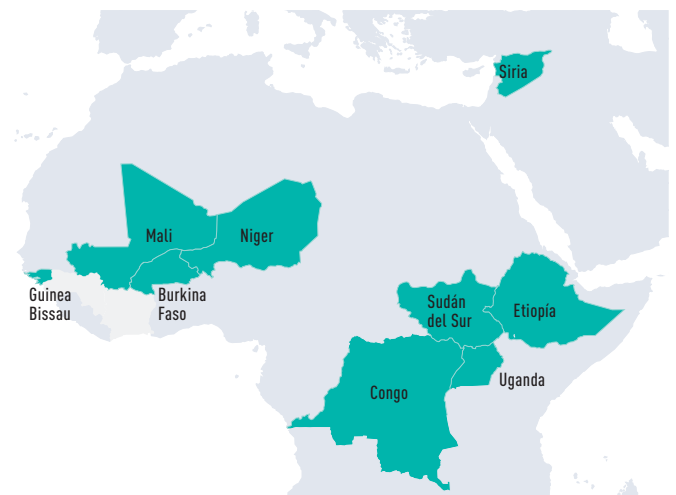 Siria
Mali
Niger
Guinea
Bissau
Burkina
Faso
Sudán
del Sur
Etiopía
Uganda
Congo